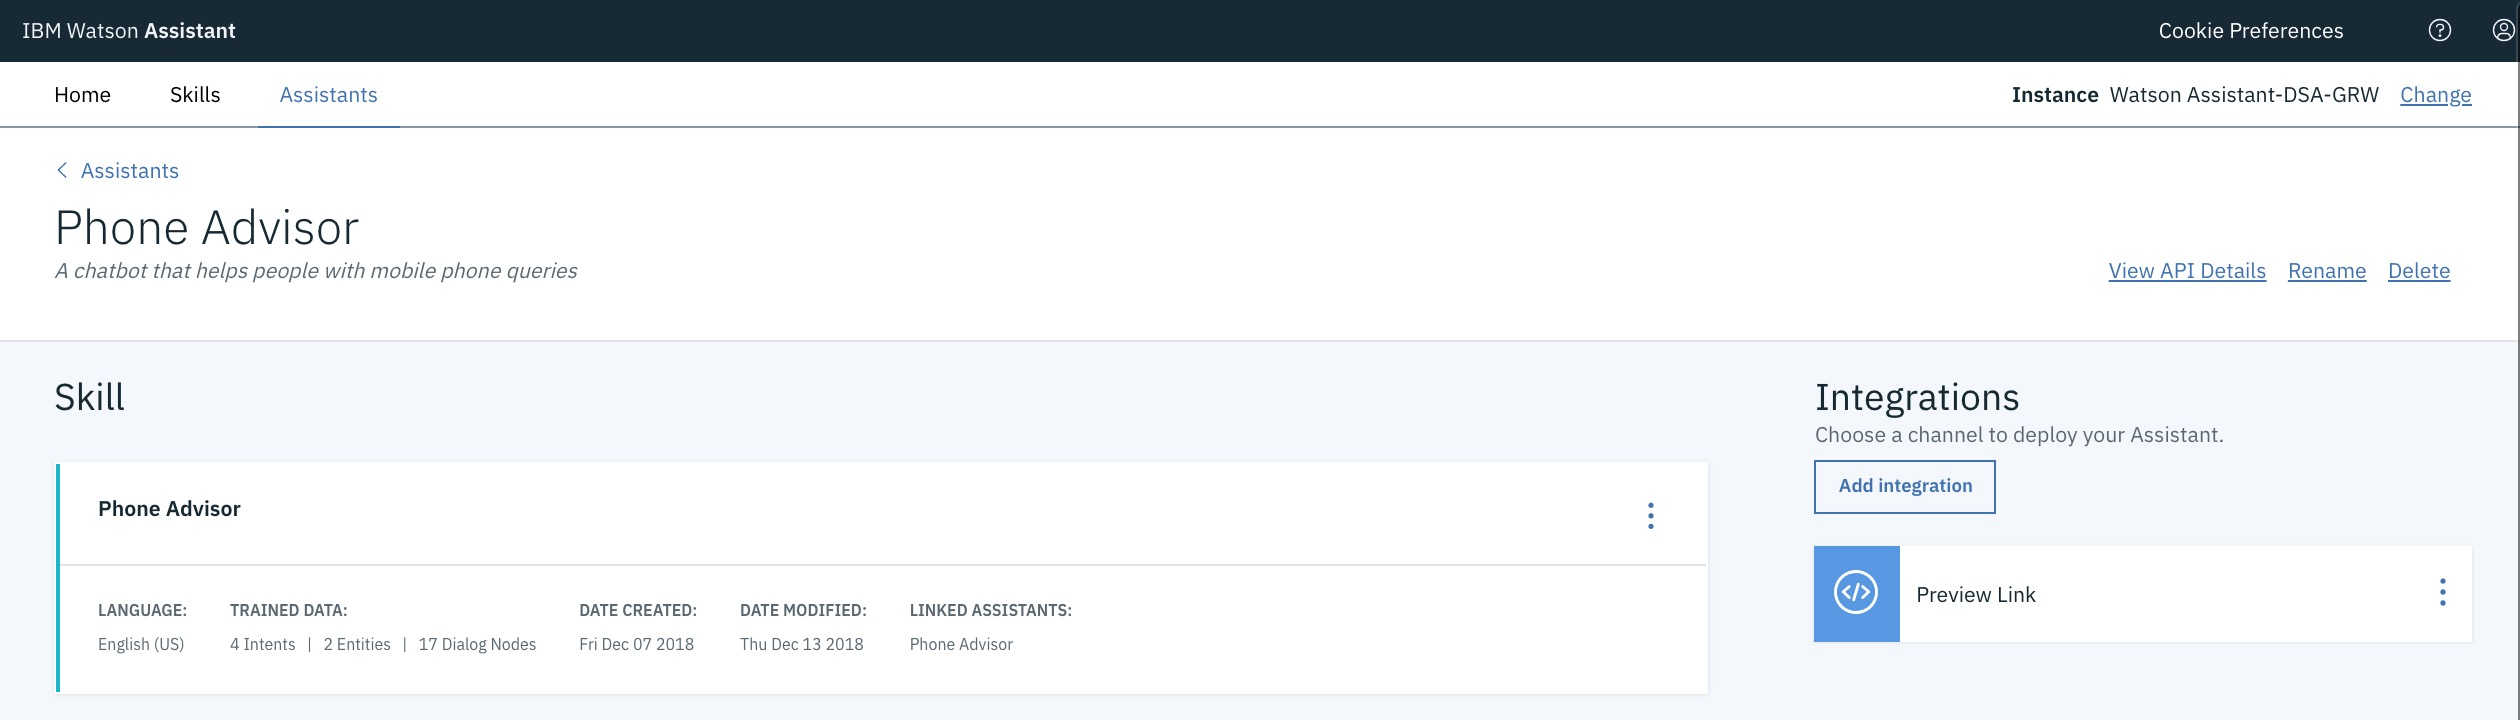 IBM Watson Assistant
Cookie Preferences
Home Skills Assistants
Instance Watson Assistant-DSA-GRW Change
Assistants
Phone Advisor
A chatbot that helps people with mobile phone queries
View API Details Rename Delete
Skill
Phone Advisor
LANGUAGE: TRAINED DATA: DATE CREATED: DATE MODIFIED: LINKED ASSISTANTS:
English (US) 4 Intents | 2 Entities | 17 Dialog Nodes Fri Dec 07 2018 Thu Dec 13 2018 Phone Advisor
Integrations
Choose a channel to deploy your Assistant.
Add integration
Preview Link